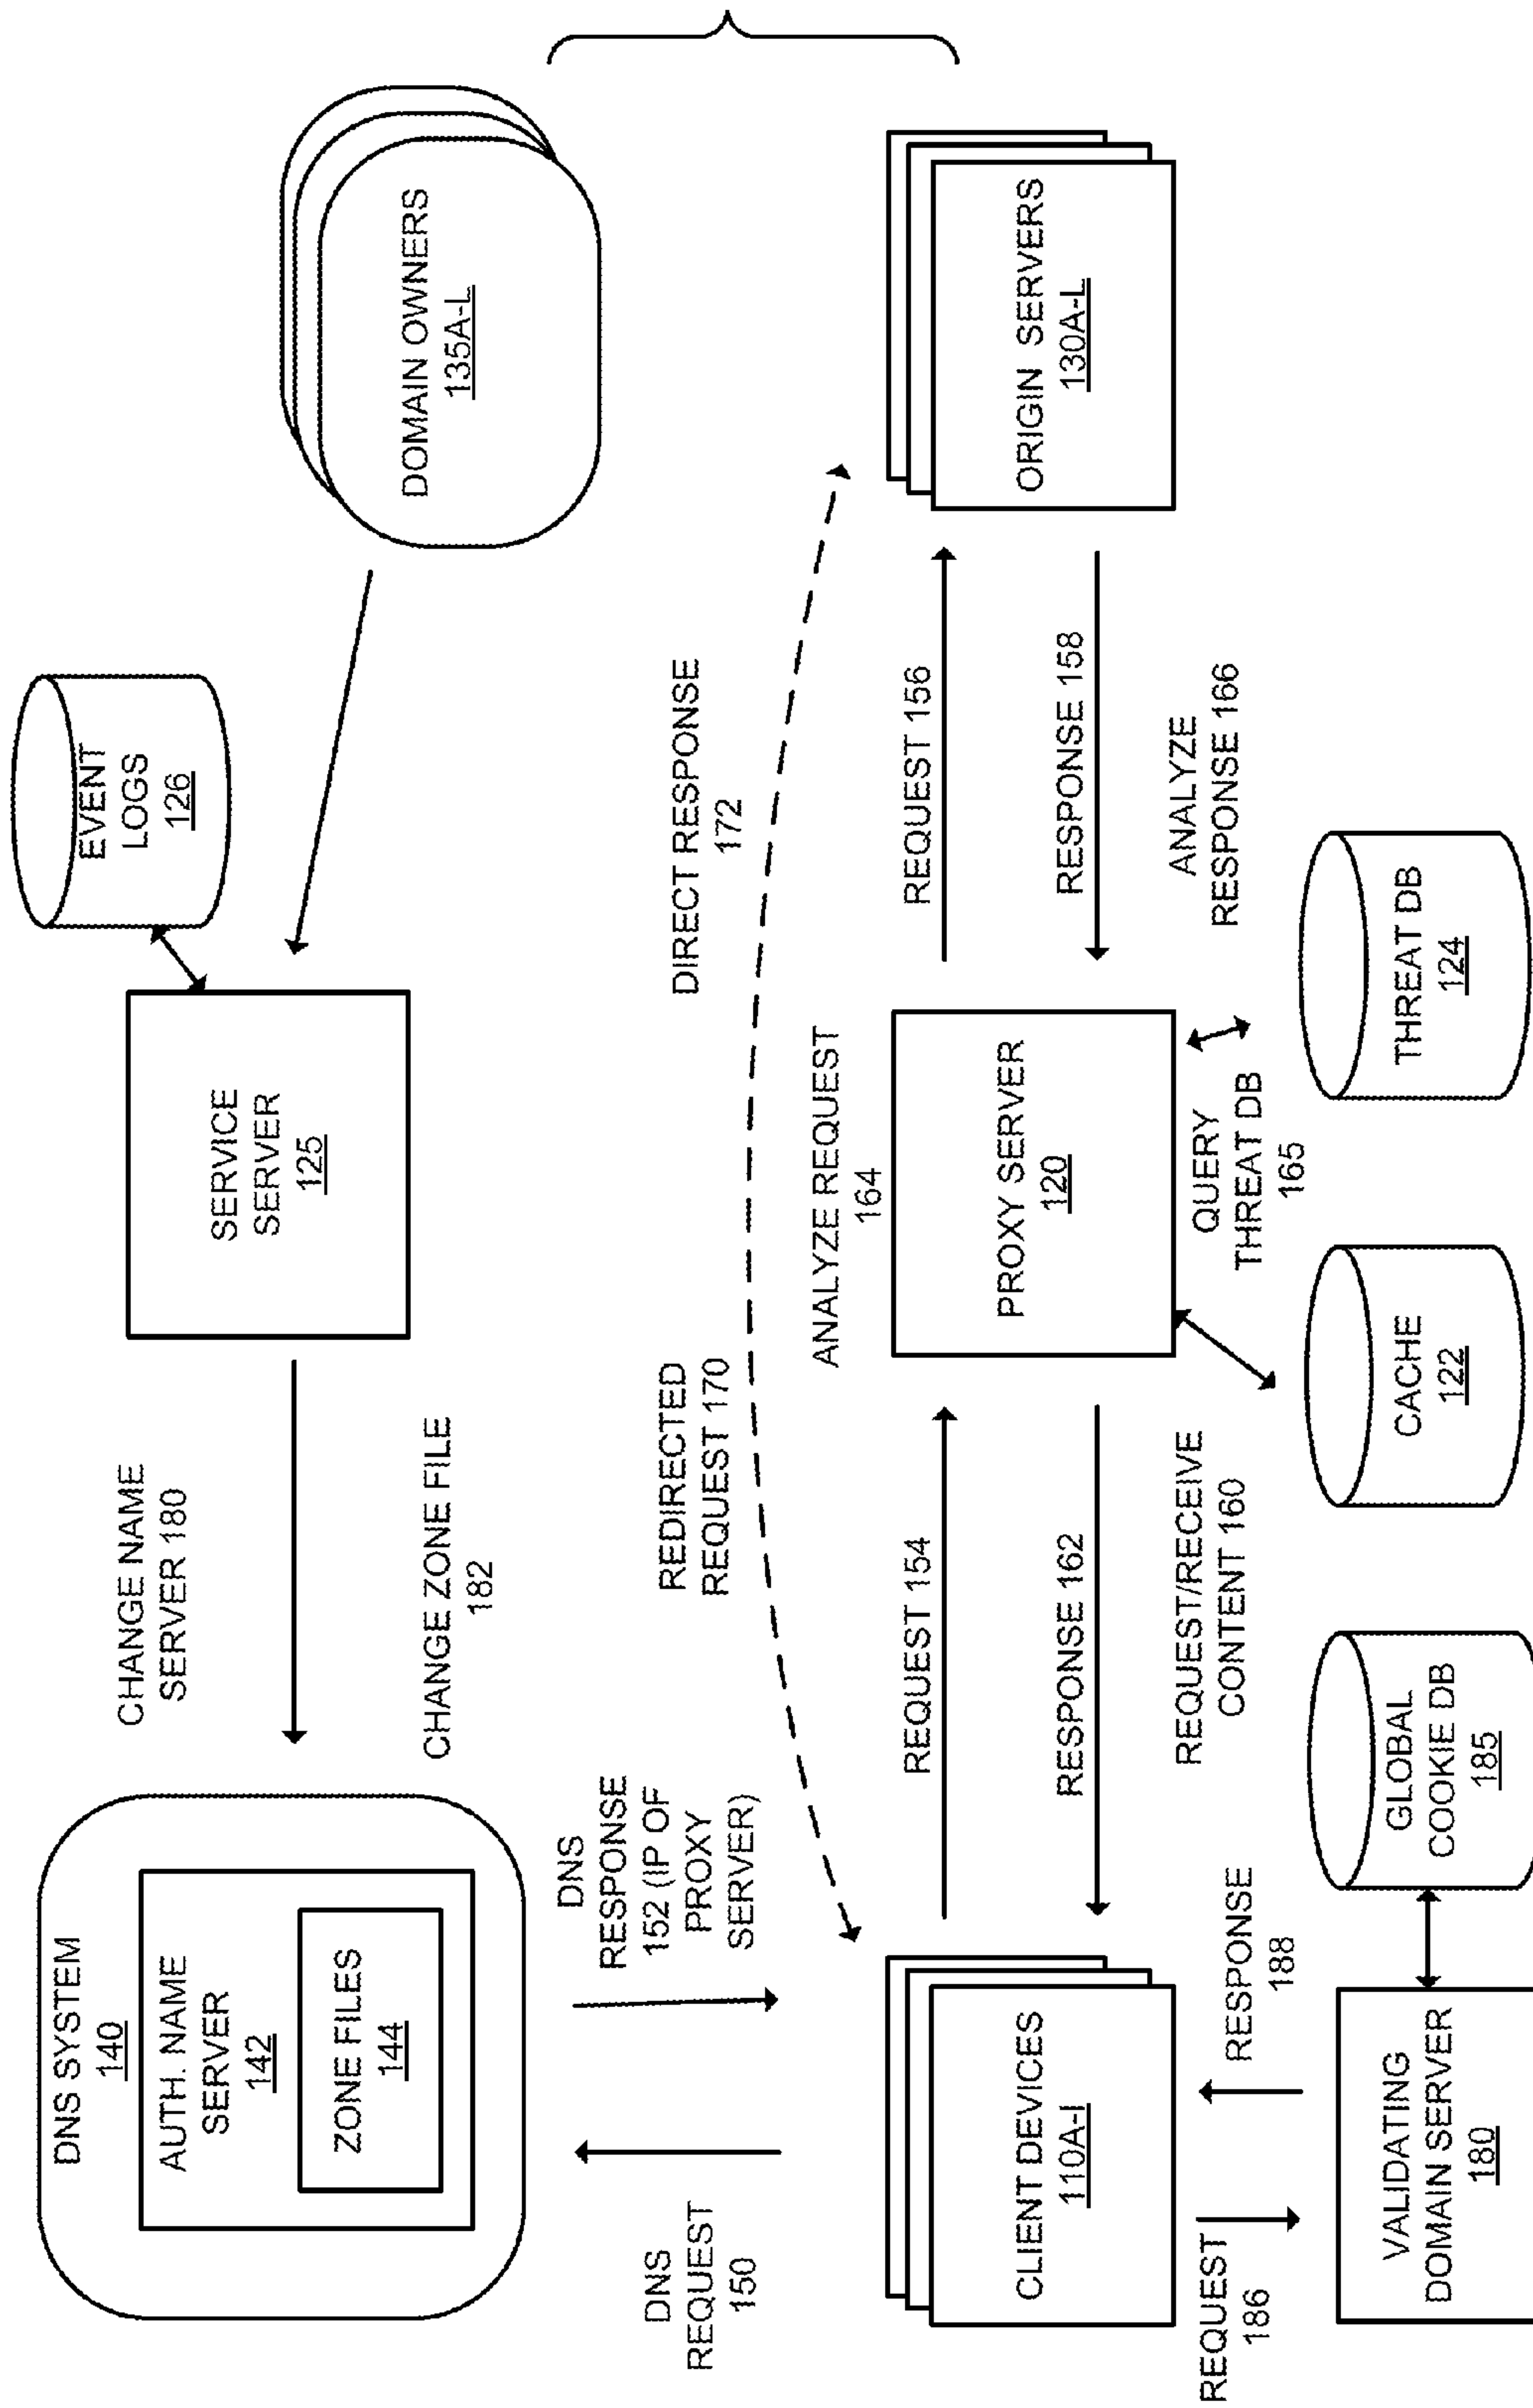 DNS SYSTEM
140
AUTH. NAME
SERVER
142
ZONE FILES
144
CHANGE NAME
SERVER 180
CHANGE ZONE FILE
182
SERVICE
SERVER
125
EVENT
LOGS
126
DOMAIN OWNERS
135A-L
DNS
REQUEST
150
DNS
RESPONSE
152 (IP OF
PROXY
SERVER)
REDIRECTED
REQUEST 170
DIRECT RESPONSE
172
CLIENT DEVICES
110A-I
REQUEST 154
RESPONSE 162
ANALYZE REQUEST
164
PROXY SERVER
120
REQUEST 156
RESPONSE 158
ANALYZE
RESPONSE 166
ORIGIN SERVERS
130A-L
REQUEST
186
RESPONSE
188
REQUEST/RECEIVE
CONTENT 160
QUERY
THREAT DB
165
VALIDATING
DOMAIN SERVER
180
GLOBAL
COOKIE DB
185
CACHE
122
THREAT DB
124